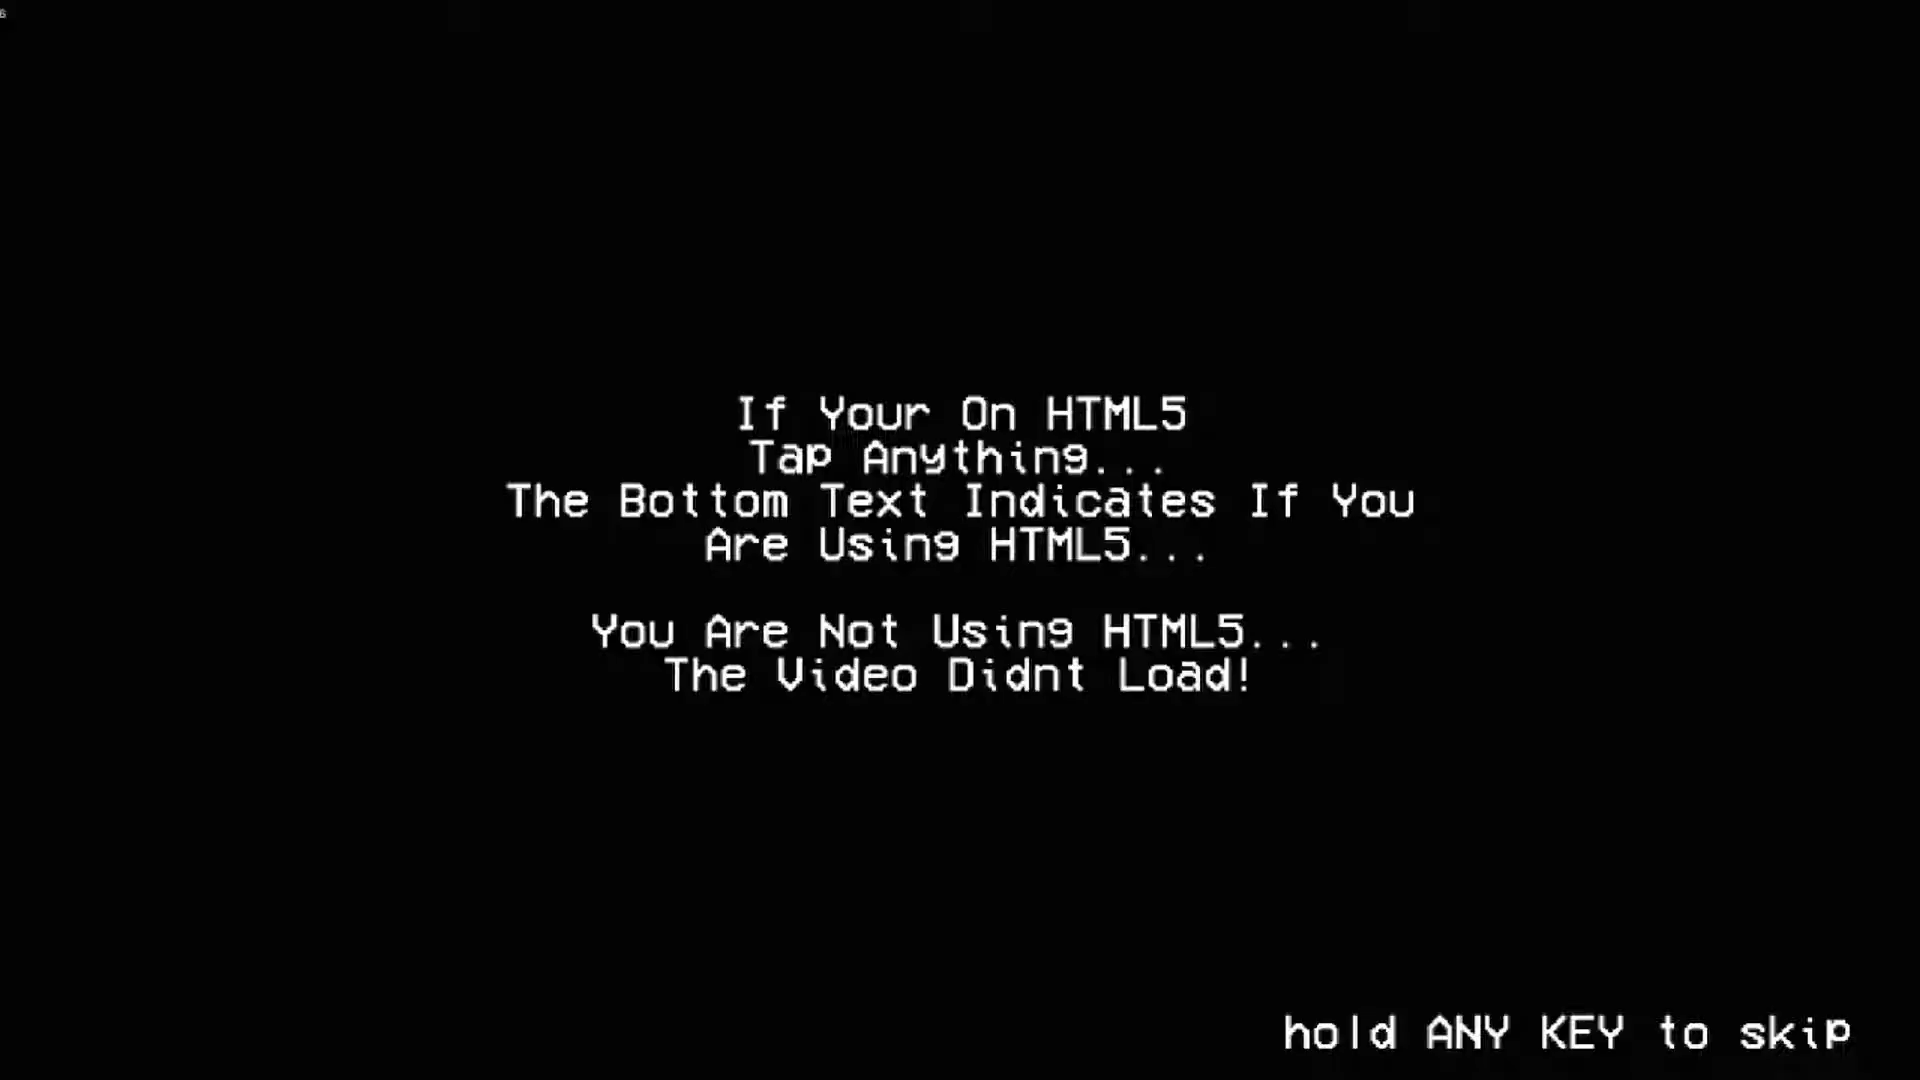 If Your On HTML5
Tap Anything...
The Bottom Text Indicates If You
Are Using HTML5...
You Are Not Using HTML5...
The Video Didnt Load!
hold ANY KEY to skip